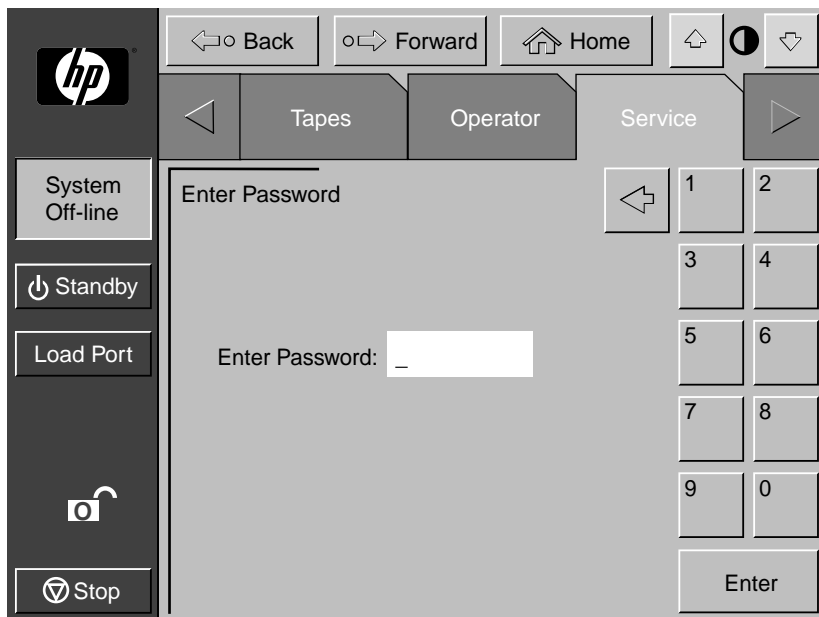 hp
Back
Forward
Home
Tapes
Operator
Service
System
Off-line
Standby
Load Port
O
Stop
Enter Password
Enter Password: _
1
2
3
4
5
6
7
8
9
0
Enter